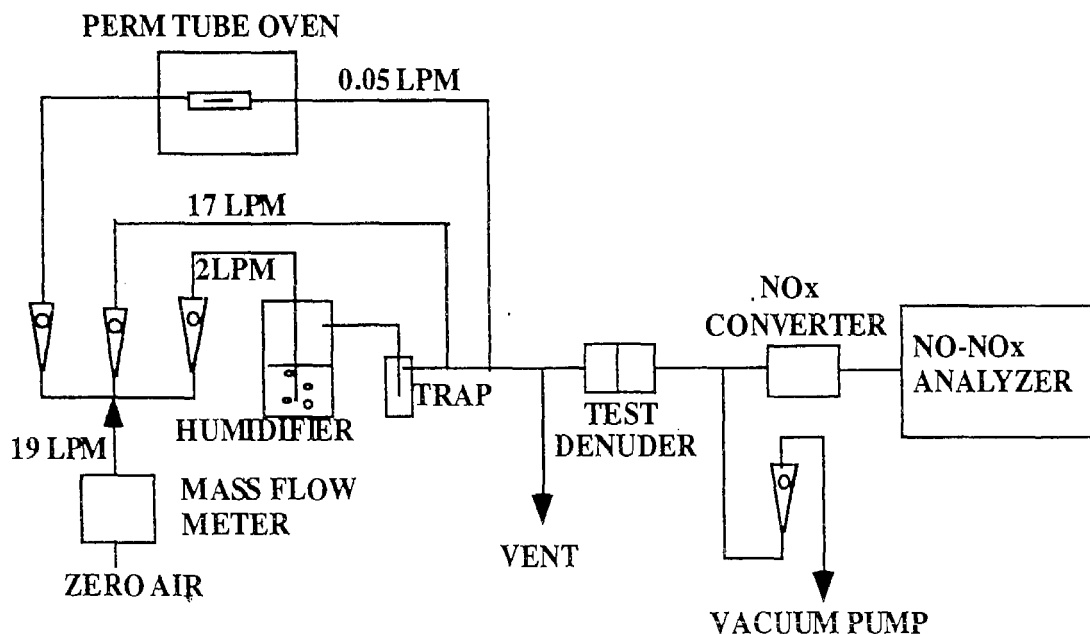 PERM TUBE OVEN
0.05 LPM
17 LPM
2LPM
NOx
CONVERTER
NO-NOx
ANALYZER
TRAP
TEST
DENUDER
HUMIDIFIER
19 LPM
MASS FLOW
METER
VENT
ZERO AIR
VACUUM PUMP